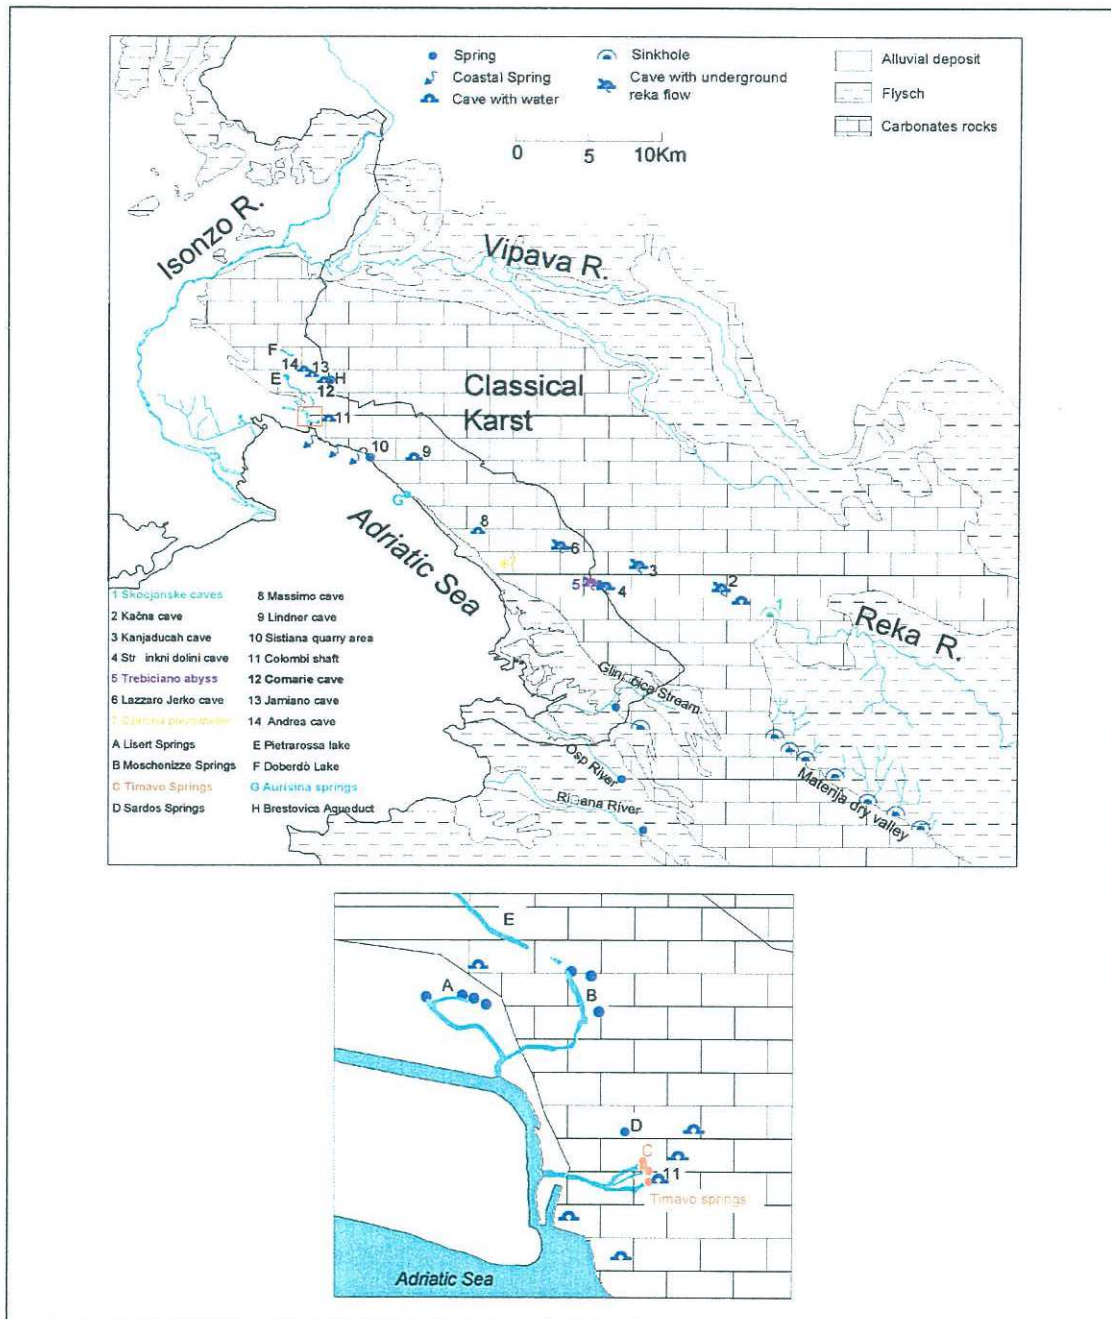 Spring
Coastal Spring
Cave with water
Sinkhole
Cave with underground
reka flow
Alluvial deposit
Flysch
Carbonates rocks
0 5 10Km
Isonzo R.
Vipava R.
F
14 13
E H
12
11
Classical
Karst
10
9
G
Adriatic Sea
8
6
3
5
4
2
1
Reka R.
1 Skocjanske caves
2 Kačna cave
3 Kanjaducah cave
4 Str inkni dolini cave
5 Trebiciano abyss
6 Lazzaro Jerko cave
7
8 Massimo cave
9 Lindner cave
10 Sistiana quarry area
11 Colombi shaft
12 Comarie cave
13 Jamiano cave
14 Andrea cave
A Lisert Springs
B Moschenizze Springs
C Timavo Springs
D Sardos Springs
E Pietrarossa lake
F Doberdò Lake
G Aurisina springs
H Brestovica Aqueduct
Stream
Osp River
River
Materija dry valley
E
A
B
D
C
11
Timavo springs
Adriatic Sea